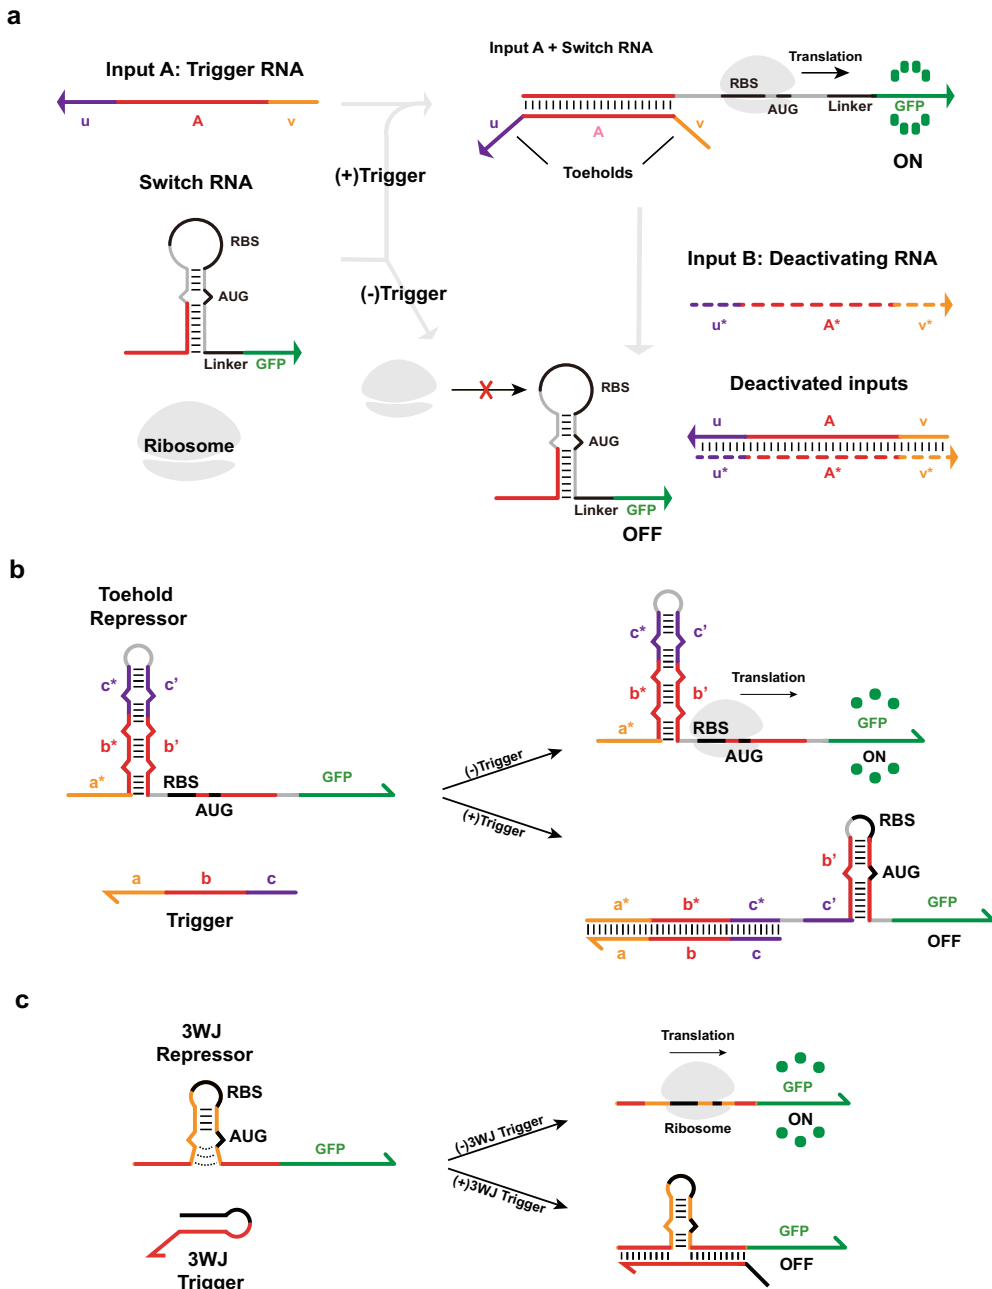 a
Input A: Trigger RNA
u
A
v
Switch RNA
RBS
AUG
Linker
GFP
Ribosome
(+)Trigger
(-)Trigger
Input A + Switch RNA
u
A
v
Toeholds
RBS
AUG
Translation
Linker
GFP
ON
Input B: Deactivating RNA
u*
A*
v*
Deactivated inputs
u
A
v
u*
A*
v*
RBS
AUG
Linker
GFP
OFF
b
Toehold
Repressor
c*
c’
b*
b’
a*
RBS
AUG
GFP
a
b
c
Trigger
(-)Trigger
(+)Trigger
c*
c’
b*
b’
a*
RBS
AUG
Translation
GFP
ON
RBS
b’
AUG
a*
b*
c*
c’
GFP
OFF
a
b
c
c
3WJ
Repressor
RBS
AUG
GFP
3WJ
Trigger
(-)3WJ Trigger
(+)3WJ Trigger
Translation
Ribosome
GFP
ON
GFP
OFF